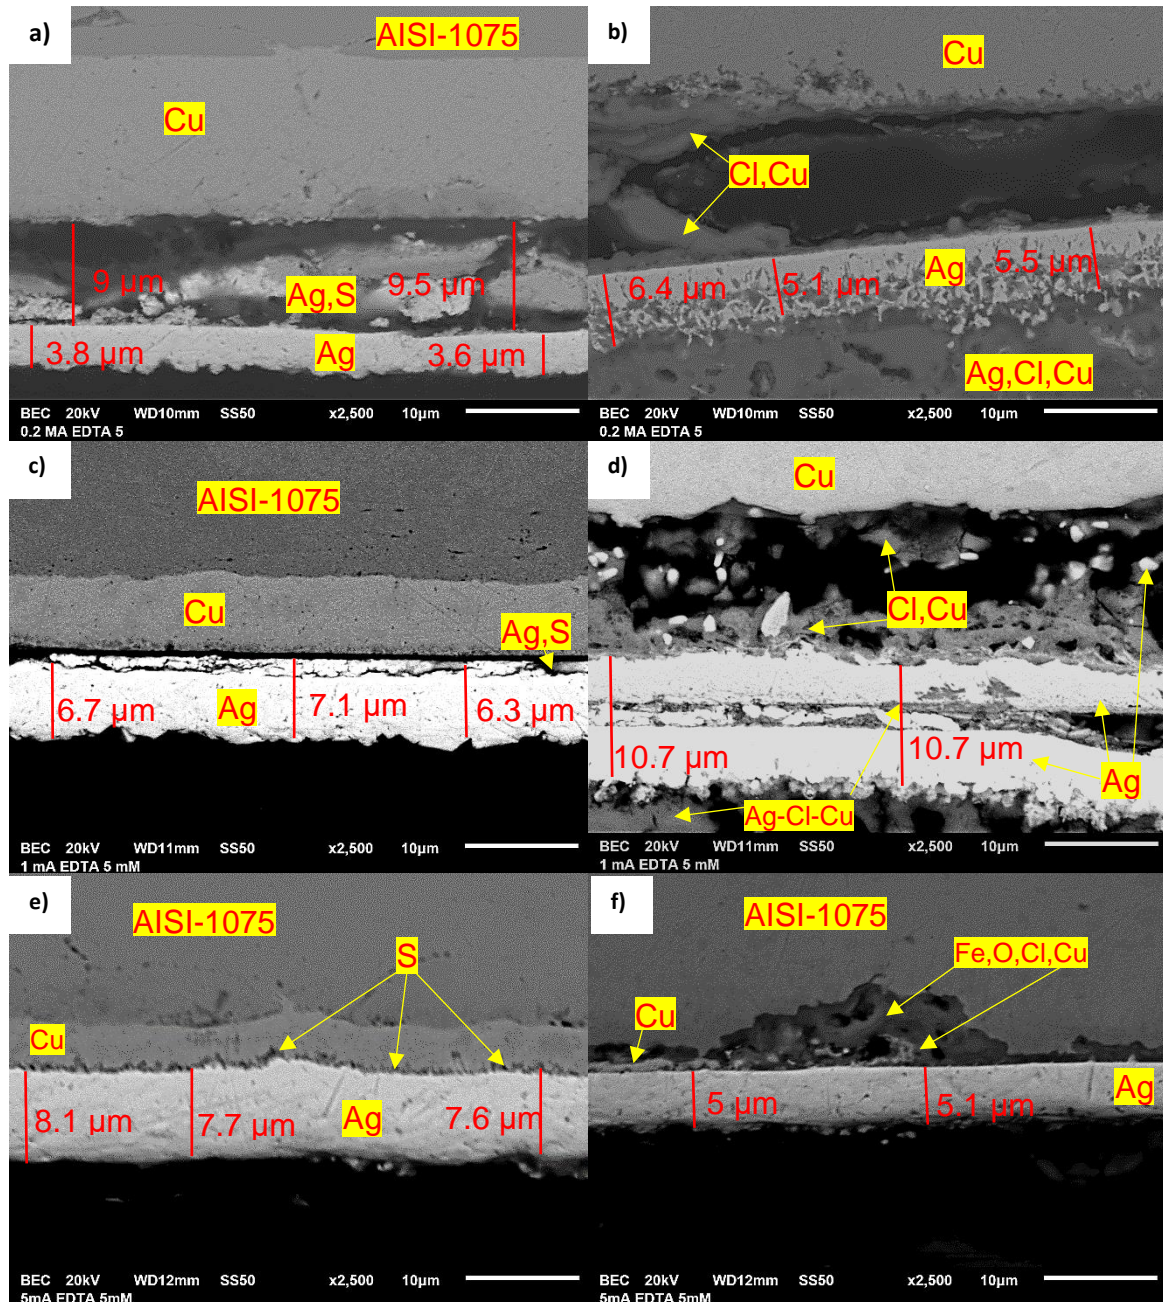 a)
AISI-1075
Cu
9 µm
Ag,S
9.5 µm
3.8 µm
Ag
3.6 µm
BEC 20kV WD10mm SS50 x2,500 10µm
0.2 MA EDTA 5
b)
Cu
Cl,Cu
6.4 µm
5.1 µm
Ag
5.5 µm
Ag,Cl,Cu
BEC 20kV WD10mm SS50 x2,500 10µm
0.2 MA EDTA 5
c)
AISI-1075
Cu
Ag,S
6.7 µm
Ag
7.1 µm
6.3 µm
BEC 20kV WD11mm SS50 x2,500 10µm
1 mA EDTA 5 mM
d)
Cu
Cl,Cu
10.7 µm
10.7 µm
Ag
Ag-Cl-Cu
BEC 20kV WD11mm SS50 x2,500 10µm
1 mA EDTA 5 mM
e)
AISI-1075
S
Cu
8.1 µm
7.7 µm
Ag
7.6 µm
BEC 20kV WD12mm SS50 x2,500 10µm
5mA EDTA 5mM
f)
AISI-1075
Fe,O,Cl,Cu
Cu
5 µm
5.1 µm
Ag
BEC 20kV WD12mm SS50 x2,500 10µm
5mA EDTA 5mM